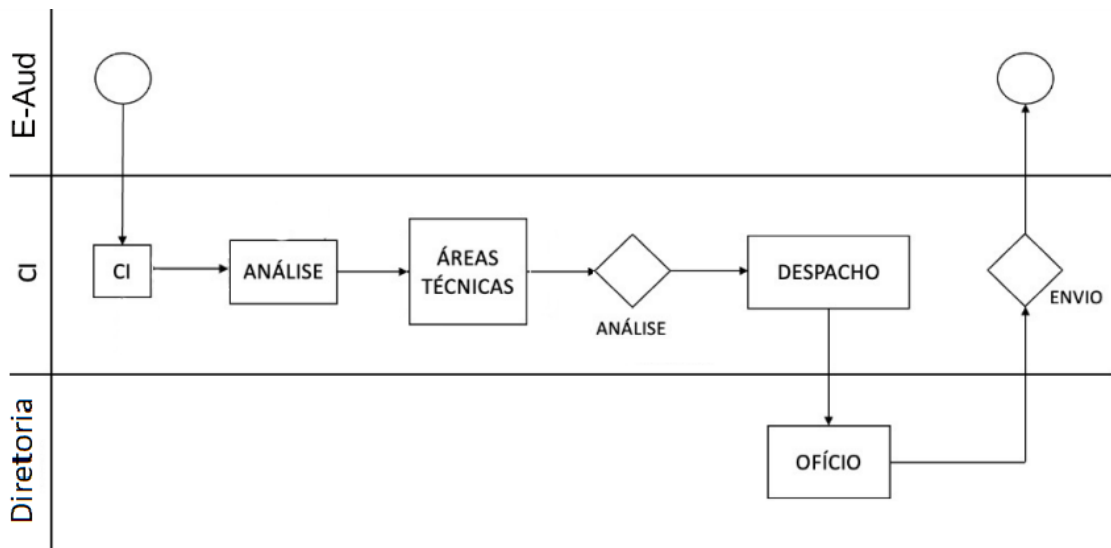 E-Aud
CI
CI
ANÁLISE
ÁREAS
TÉCNICAS
ANÁLISE
DESPACHO
ENVIO
Diretoria
OFÍCIO